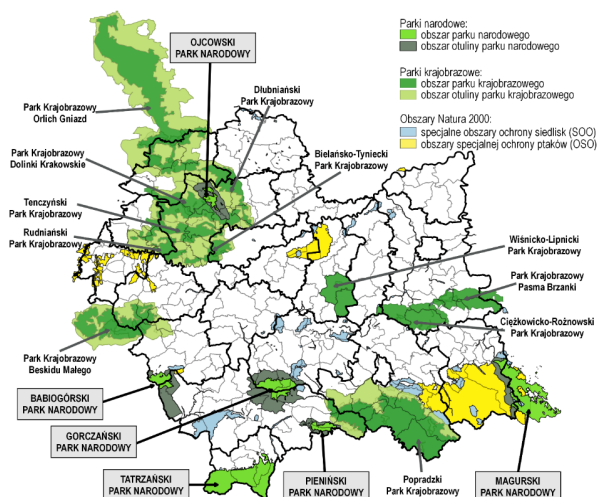 OJCOWSKI
PARK NARODOWY
Parki narodowe:
obszar parku narodowego
obszar otuliny parku narodowego
Parki krajobrazowe:
obszar parku krajobrazowego
obszar otuliny parku krajobrazowego
Obszary Natura 2000:
specjalne obszary ochrony siedlisk (SOO)
obszary specjalnej ochrony ptaków (OSO)
Dłubniański
Park Krajobrazowy
Park Krajobrazowy
Orlich Gniazd
Park Krajobrazowy
Dolinki Krakowskie
Bielańsko-Tyniecki
Park Krajobrazowy
Tenczyński
Park Krajobrazowy
Rudniański
Park Krajobrazowy
Wiśnicko-Lipnicki
Park Krajobrazowy
Park Krajobrazowy
Pasma Brzanki
Ciężkowicko-Rożnowski
Park Krajobrazowy
Park Krajobrazowy
Beskidu Małego
BABIOGÓRSKI
PARK NARODOWY
GORCZAŃSKI
PARK NARODOWY
TATRZAŃSKI
PARK NARODOWY
PIENIŃSKI
PARK NARODOWY
Popradzki
Park Krajobrazowy
MAGURSKI
PARK NARODOWY